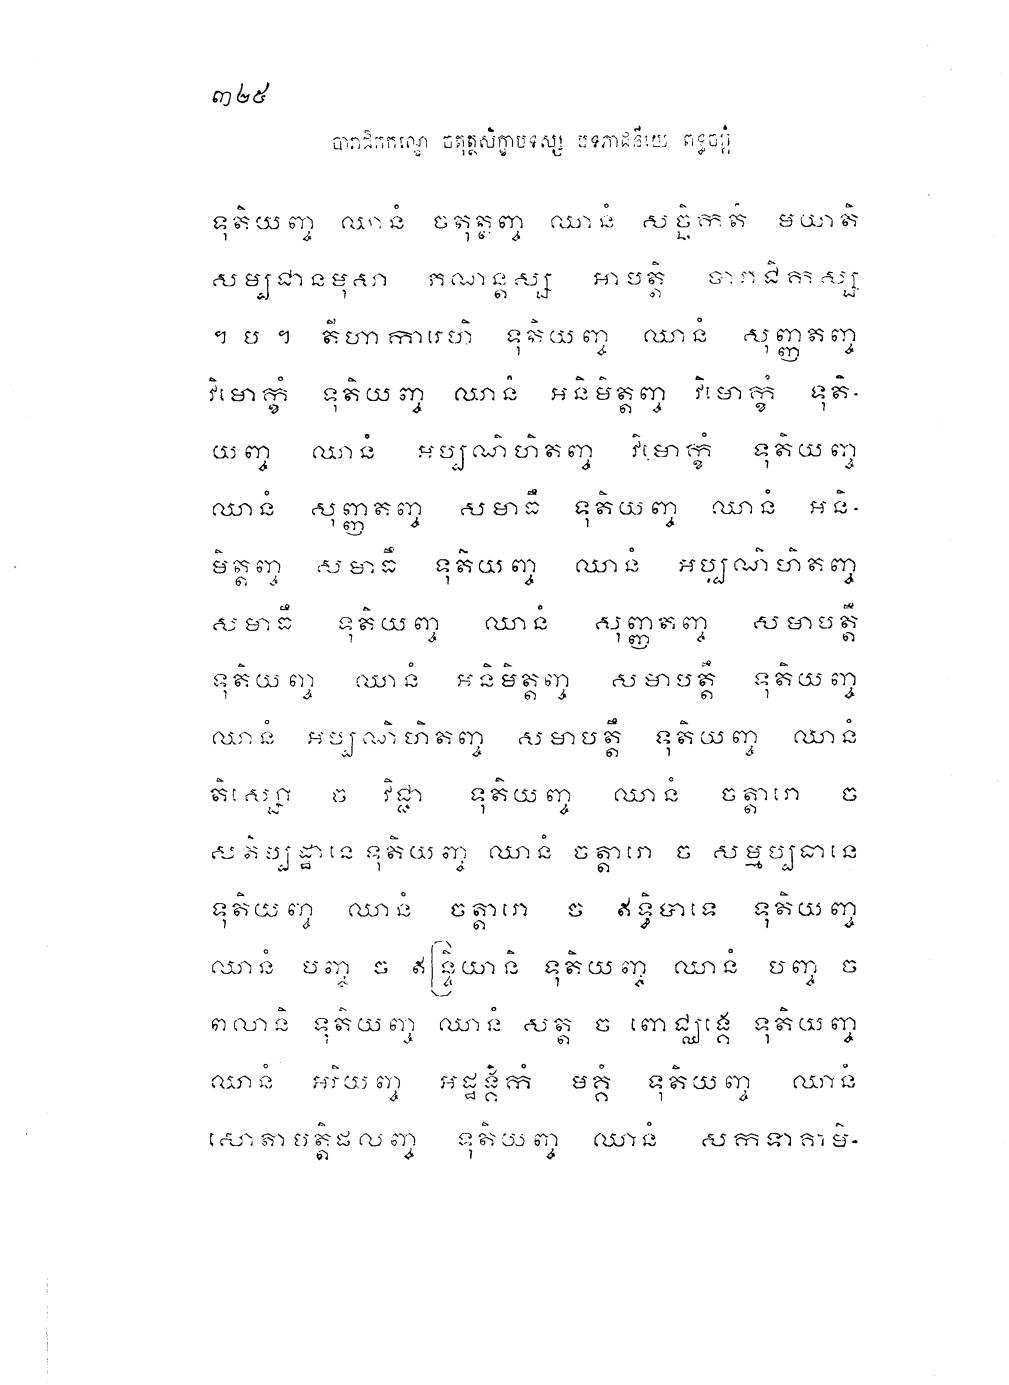 ៣២៥
បារាជិកកណ្ឌេ ចតុត្ថសិក្ខាបទស្ស បទភាជនីយេ ពទ្ធចក្កំ
ទុតិយញ្ច ឈានំ ចតុត្ថញ្ច ឈានំ សច្ឆិកតំ មយាតិ
សម្បជានមុសា ភណន្តស្ស អាបត្តិ បារាជិកស្ស
។ ប ។ តីហាការេហិ ទុតិយញ្ច ឈានំ សុញ្ញតញ្ច
វិមោក្ខំ ទុតិយញ្ច ឈានំ អនិមិត្តញ្ច វិមោក្ខំ ទុតិ-
យញ្ច ឈានំ អប្បណិហិតញ្ច វិមោក្ខំ ទុតិយញ្ច
ឈានំ សុញ្ញតញ្ច សមាធឹ ទុតិយញ្ច ឈានំ អនិ-
មិត្តញ្ច សមាធឹ ទុតិយញ្ច ឈានំ អប្បណិហិតញ្ច
សមាធឹ ទុតិយញ្ច ឈានំ សុញ្ញតញ្ច សមាបត្តឹ
ទុតិយញ្ច ឈានំ អនិមិត្តញ្ច សមាបត្តឹ ទុតិយញ្ច
ឈានំ អប្បណិហិតញ្ច សមាបត្តឹ ទុតិយញ្ច ឈានំ
តិស្សោ ច វិជ្ជា ទុតិយញ្ច ឈានំ ចត្តារោ ច
សតិប្បដ្ឋានេ ទុតិយញ្ច ឈានំ ចត្តារោ ច សម្មប្បធានេ
ទុតិយញ្ច ឈានំ ចត្តារោ ច ឥទ្ធិបាទេ ទុតិយញ្ច
ឈានំ បញ្ច ច ឥន្ទ្រិយានិ ទុតិយញ្ច ឈានំ បញ្ច ច
ពលានិ ទុតិយញ្ច ឈានំ សត្ត ច ពោជ្ឈង្គេ ទុតិយញ្ច
ឈានំ អរិយញ្ច អដ្ឋង្គិកំ មគ្គំ ទុតិយញ្ច ឈានំ
សោតាបត្តិផលញ្ច ទុតិយញ្ច ឈានំ សកទាគាមិ-